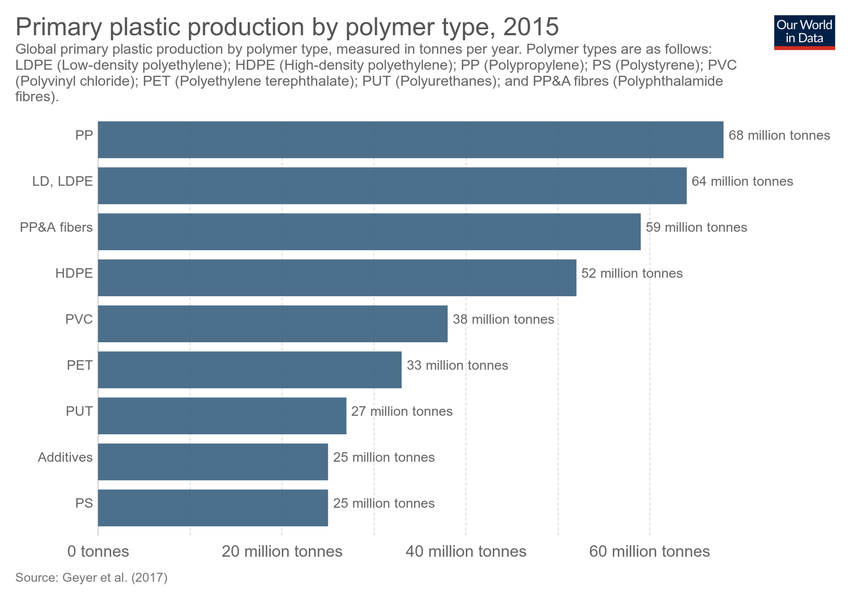 Primary plastic production by polymer type, 2015
Our World
in Data
Global primary plastic production by polymer type, measured in tonnes per year. Polymer types are as follows:
LDPE (Low-density polyethylene); HDPE (High-density polyethylene); PP (Polypropylene); PS (Polystyrene); PVC
(Polyvinyl chloride); PET (Polyethylene terephthalate); PUT (Polyurethanes); and PP&A fibres (Polyphthalamide
fibres).
PP 68 million tonnes
LD, LDPE 64 million tonnes
PP&A fibers 59 million tonnes
HDPE 52 million tonnes
PVC 38 million tonnes
PET 33 million tonnes
PUT 27 million tonnes
Additives 25 million tonnes
PS 25 million tonnes
0 tonnes 20 million tonnes 40 million tonnes 60 million tonnes
Source: Geyer et al. (2017)